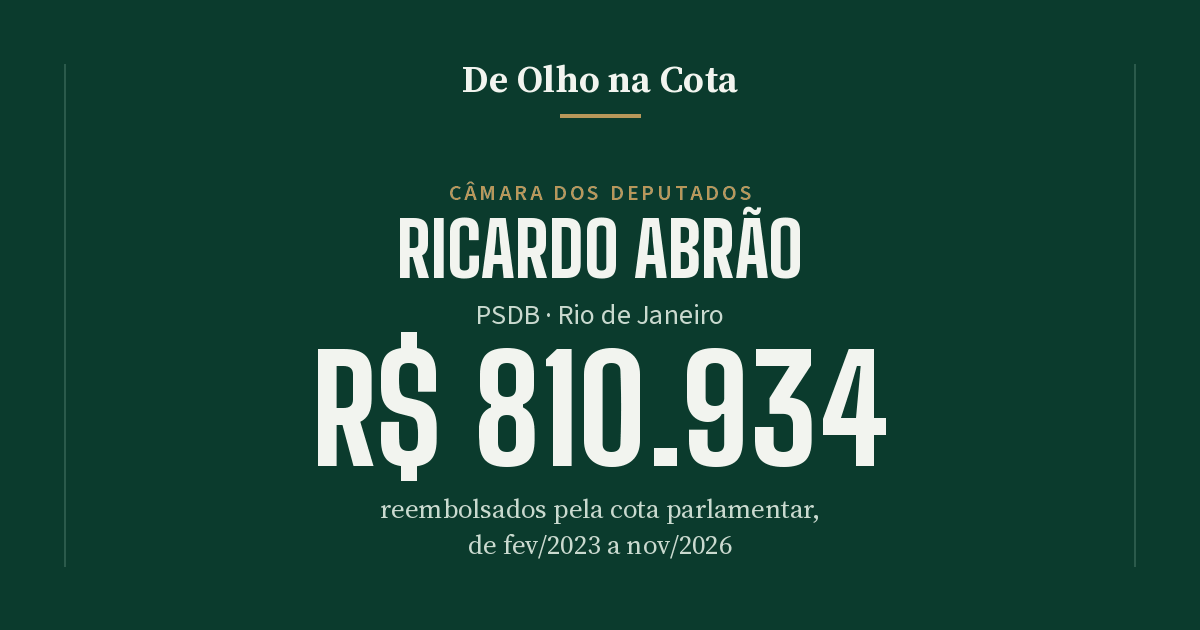 De Olho na Cota
CÂMARA DOS DEPUTADOS
RICARDO ABRÃO
PSDB · Rio de Janeiro
R$ 810.934
reembolsados pela cota parlamentar,
de fev/2023 a nov/2026